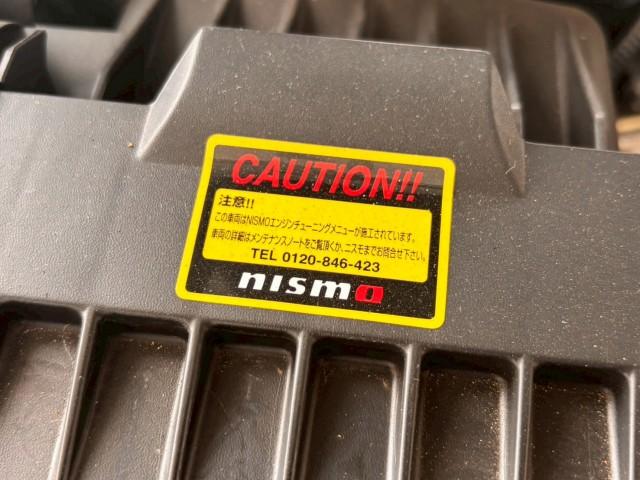 CAUTION!!
注意!!
この車両はNISMOエンジンチューニングメニューが施工されています。
車両の詳細はメンテナンスノートをご覧頂くか、ニスモまでお問合せ下さい。
TEL 0120-846-423
nismo